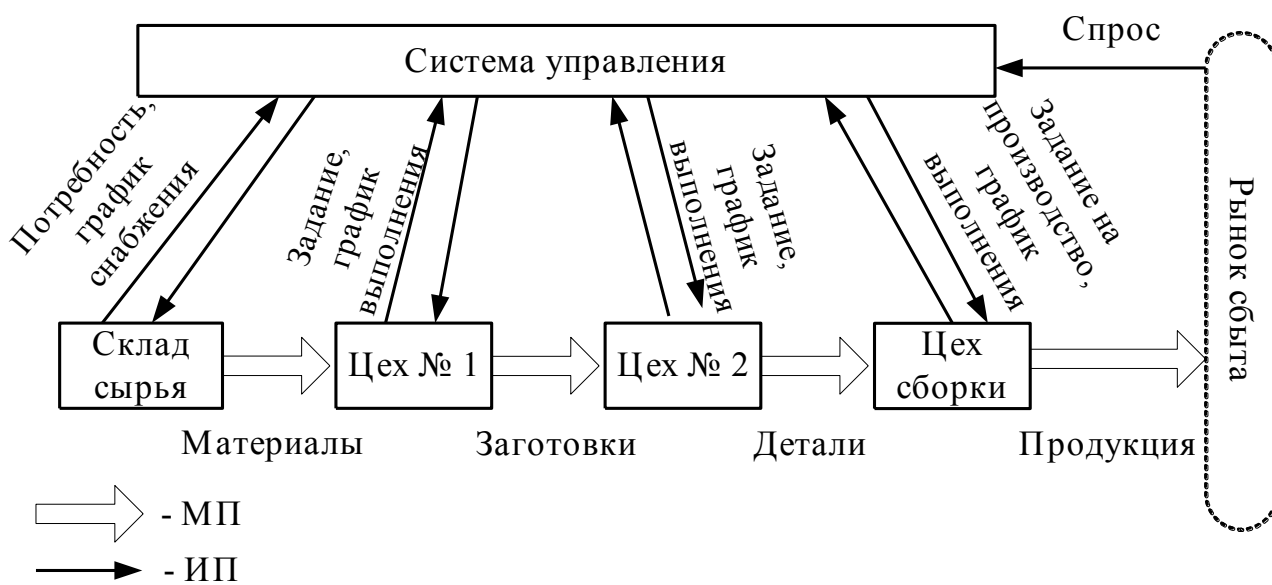 Спрос
Система управления
Потребность,
график
снабжения
Задание,
график
выполнения
Задание,
график
выполнения
Задание на
производство,
график
выполнения
Рынок сбыта
Склад
сырья
Цех № 1
Цех № 2
Цех
сборки
Материалы
Заготовки
Детали
Продукция
- МП
- ИП